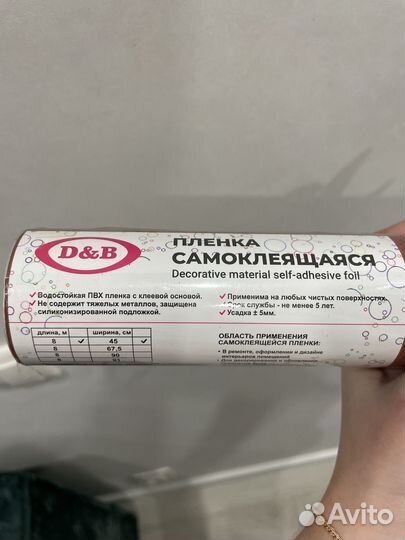 D&B
ПЛЕНКА
САМОКЛЕЯЩАЯСЯ
Decorative material self-adhesive foil
Водостойкая ПВХ пленка с клеевой основой.
Не содержит тяжелых металлов, защищена
силиконизированной подложкой.
Применима на любых чистых поверхностях.
Срок службы - не менее 5 лет.
Усадка ± 5мм.
длина, м ширина, см
8 ✓ 45 ✓
8 67,5
8 90
ОБЛАСТЬ ПРИМЕНЕНИЯ
САМОКЛЕЯЩЕЙСЯ ПЛЕНКИ:
• В ремонте, оформлении и дизайне
интерьеров помещений
Avito